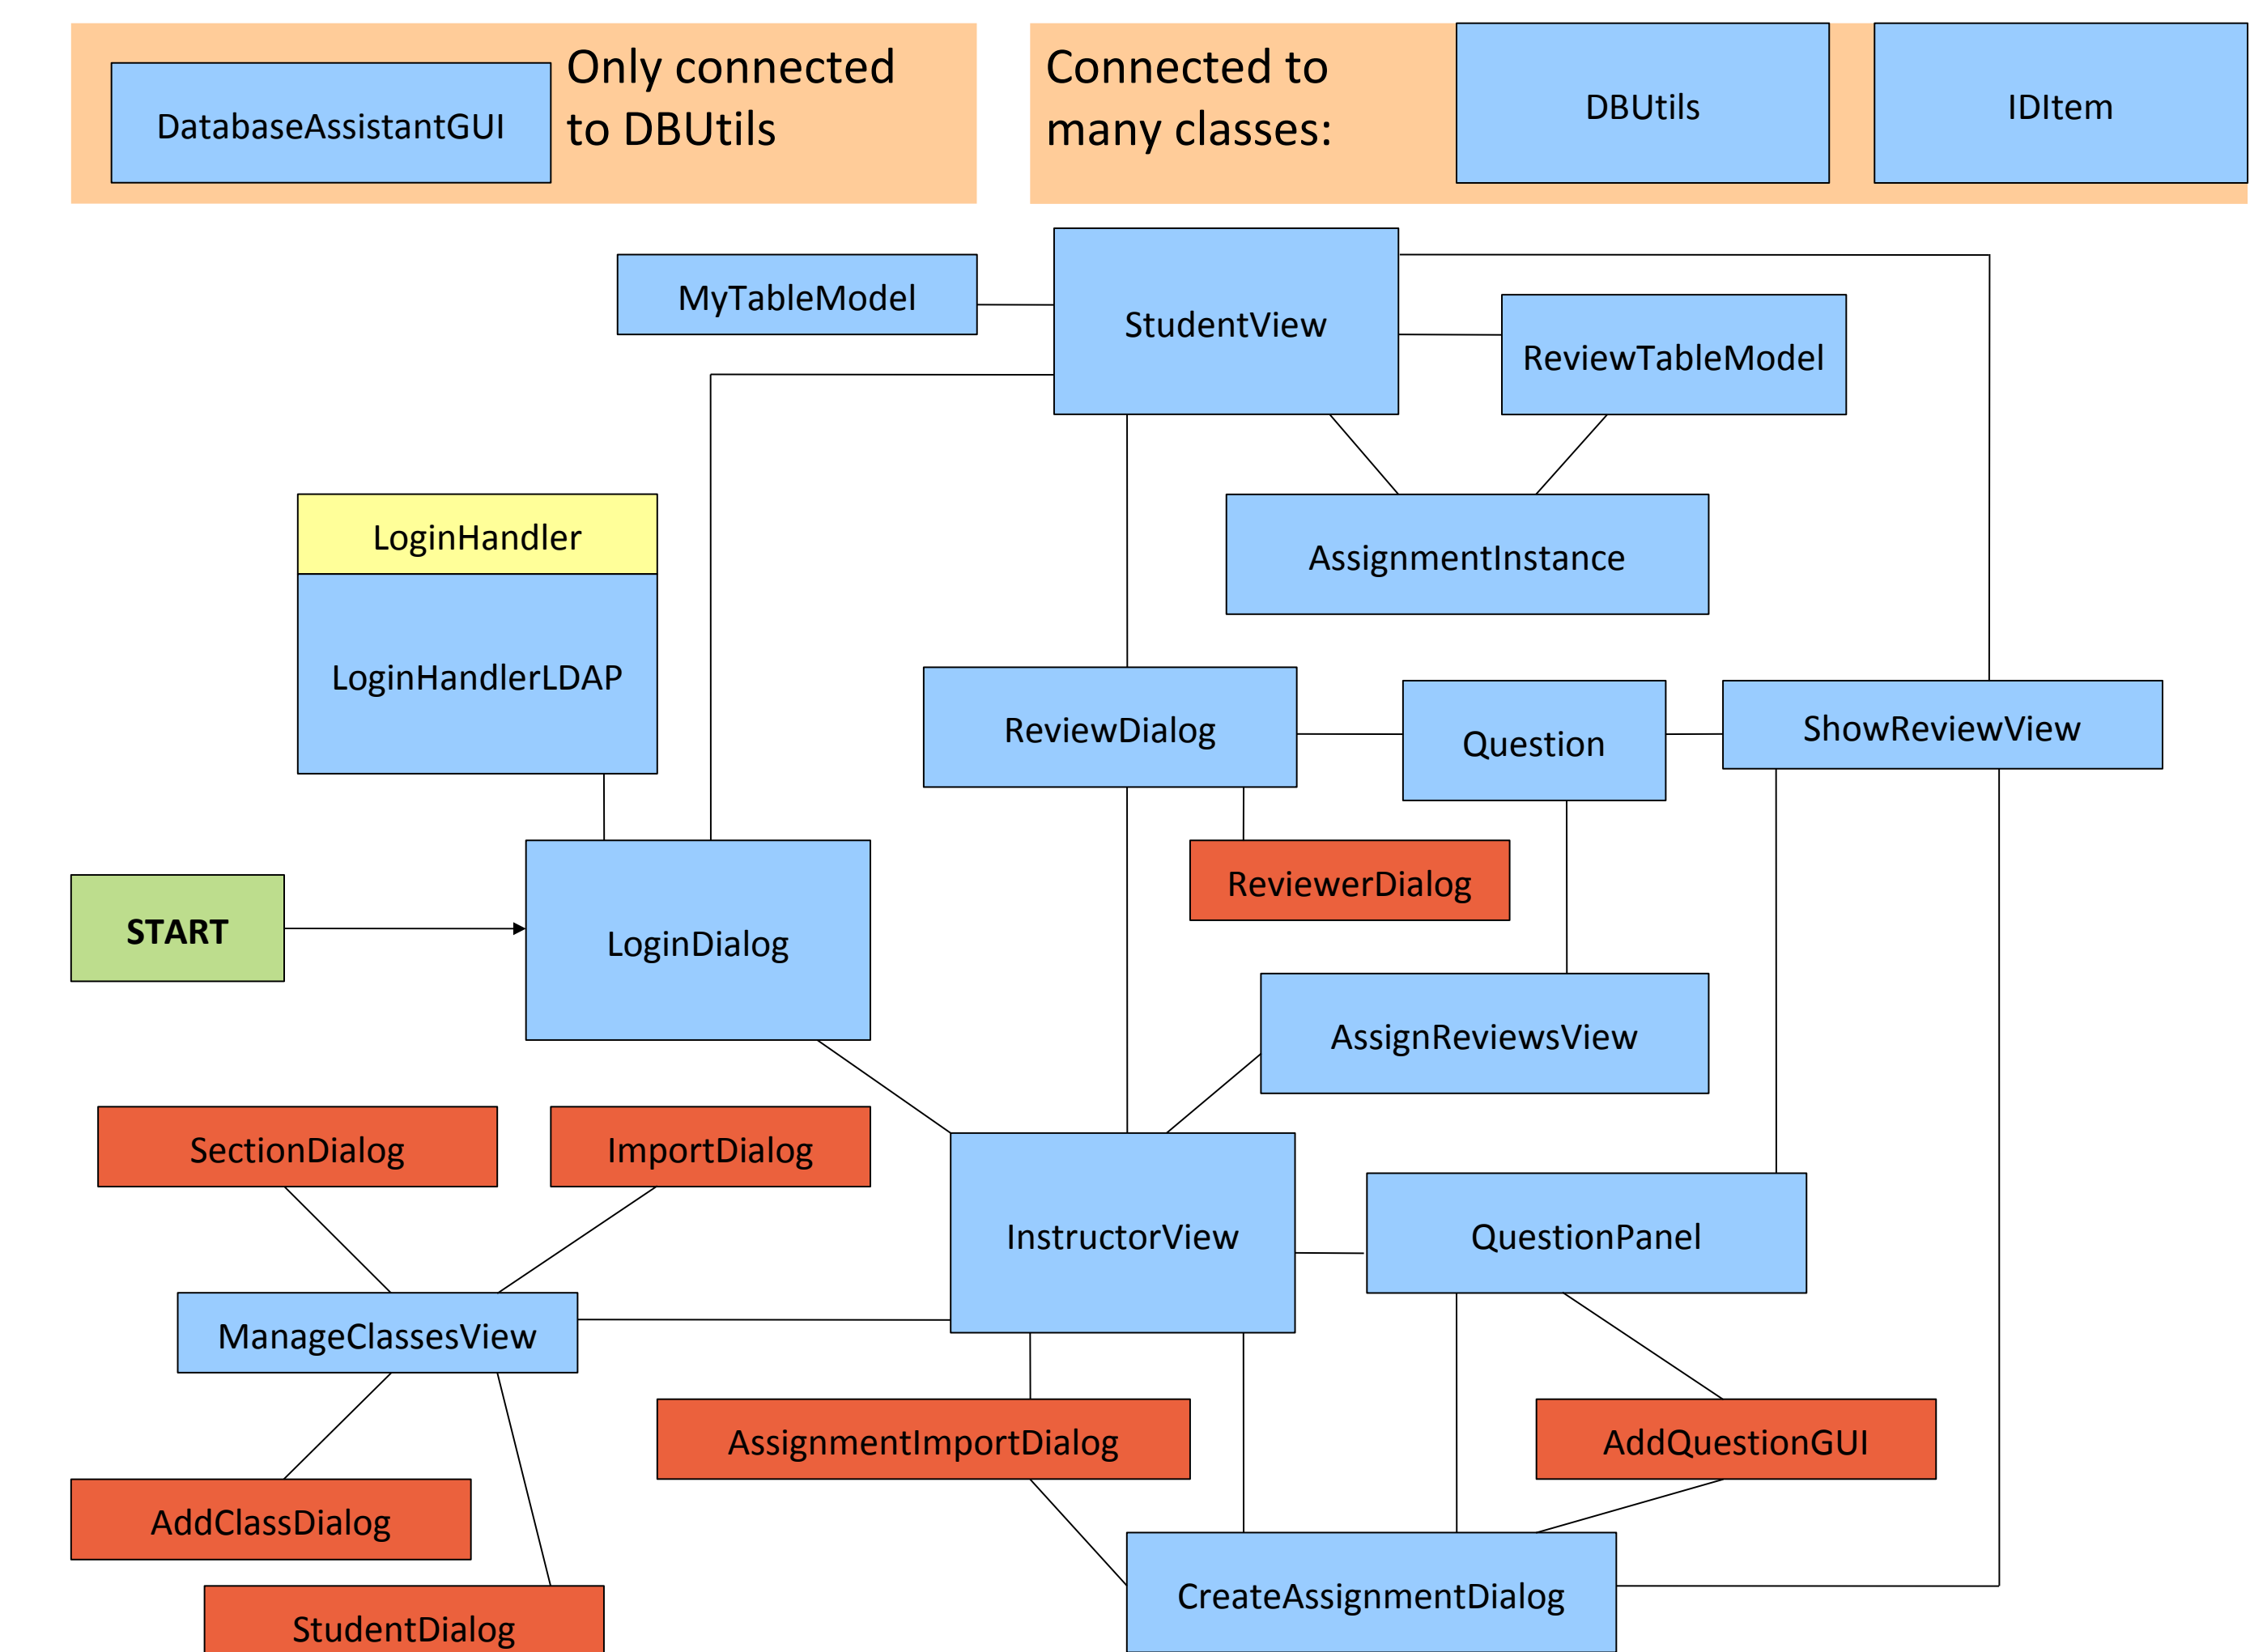 DatabaseAssistantGUI
Only connected
to DBUtils
Connected to
many classes:
DBUtils
IDItem
MyTableModel
StudentView
ReviewTableModel
LoginHandler
AssignmentInstance
LoginHandlerLDAP
ReviewDialog
Question
ShowReviewView
ReviewerDialog
START
LoginDialog
AssignReviewsView
SectionDialog
ImportDialog
InstructorView
QuestionPanel
ManageClassesView
AssignmentImportDialog
AddQuestionGUI
AddClassDialog
CreateAssignmentDialog
StudentDialog